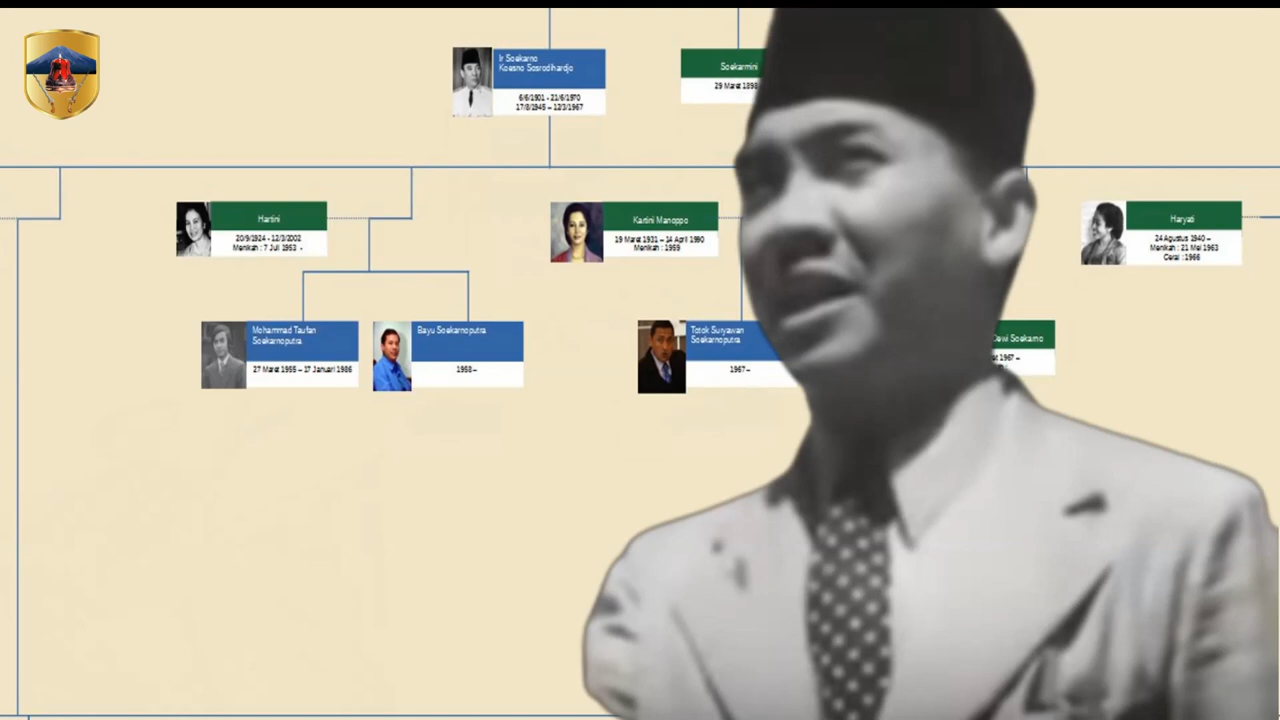 Ir Soekarno
Koesno Sosrodihardjo
6/6/1901 - 21/6/1970
17/8/1945 – 12/3/1967
Soekarmini
29 Maret 1898
Hartini
20/9/1924 - 12/3/2002
Menikah : 7 Juli 1953 -
Kartini Manoppo
19 Maret 1931 – 14 April 1990
Menikah : 1959
Haryati
24 Agustus 1940 –
Menikah : 21 Mei 1963
Cerai : 1966
Mohammad Taufan
Soekarnoputra
27 Maret 1955 – 17 Januari 1986
Bayu Soekarnoputra
1958 –
Totok Suryawan
Soekarnoputra
1967 –
Dewi Soekarno
1967 –